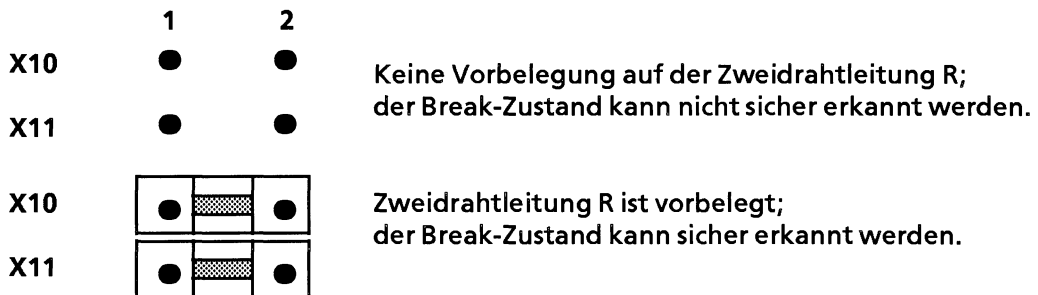 1 2
X10
Keine Vorbelegung auf der Zweidrahtleitung R;
der Break-Zustand kann nicht sicher erkannt werden.
X11
X10
Zweidrahtleitung R ist vorbelegt;
der Break-Zustand kann sicher erkannt werden.
X11